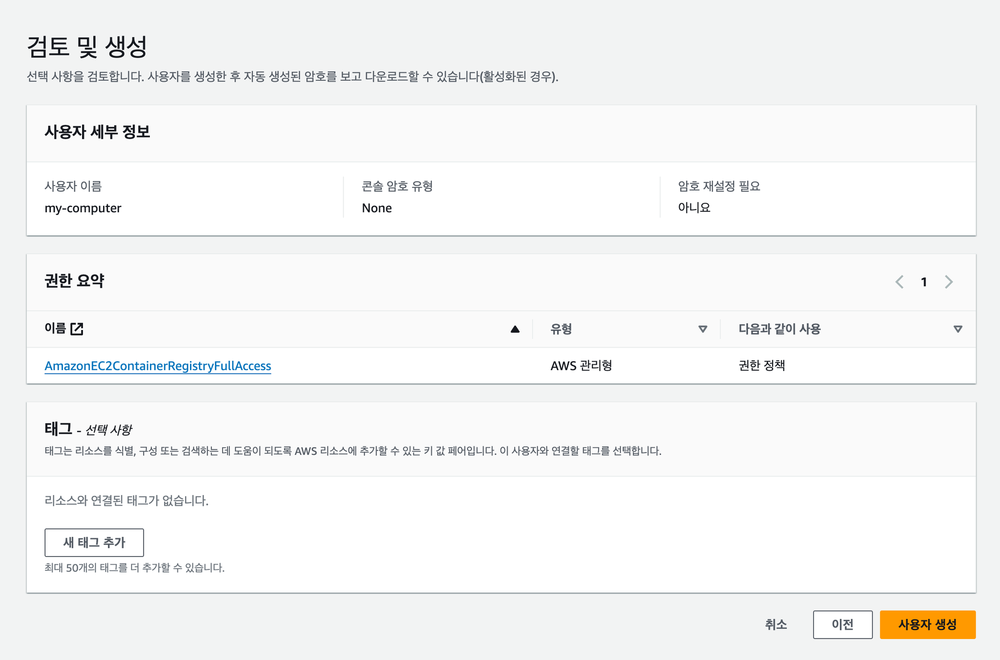 검토 및 생성
선택 사항을 검토합니다. 사용자를 생성한 후 자동 생성된 암호를 보고 다운로드할 수 있습니다(활성화된 경우).
사용자 세부 정보
사용자 이름
my-computer
콘솔 암호 유형
None
암호 재설정 필요
아니요
권한 요약
1
이름 유형 다음과 같이 사용
AmazonEC2ContainerRegistryFullAccess AWS 관리형 권한 정책
태그 - 선택 사항
태그는 리소스를 식별, 구성 또는 검색하는 데 도움이 되도록 AWS 리소스에 추가할 수 있는 키 값 페어입니다. 이 사용자와 연결할 태그를 선택합니다.
리소스와 연결된 태그가 없습니다.
새 태그 추가
최대 50개의 태그를 더 추가할 수 있습니다.
취소 이전 사용자 생성